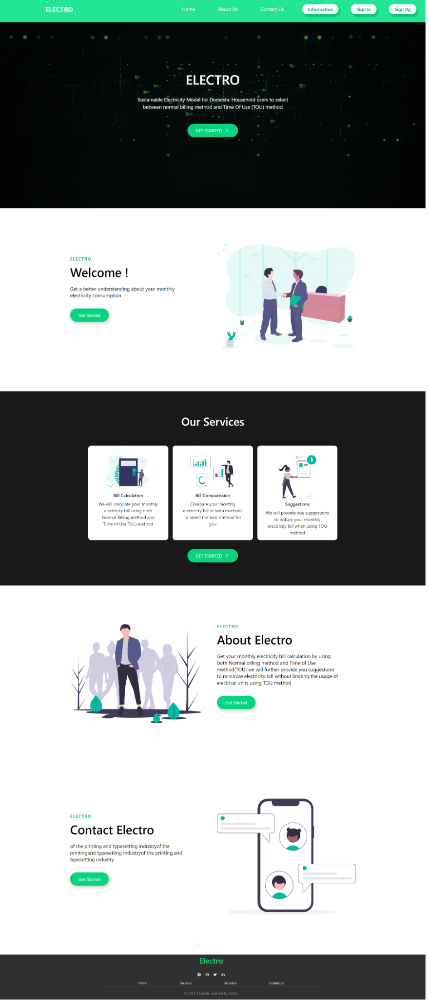 ELECTRO
Home
About Us
Contact Us
Information
Sign In
Sign Up
ELECTRO
Sustainable Electricity Model for Domestic Household users to select
between normal billing method and Time Of Use (TOU) method
GET STARTED
ELECTRO
Welcome !
Get a better understanding about your monthly
electricity consumption
Get Started
Our Services
Bill Calculation
We will calculate your monthly
electricity bill using both
Normal Billing method and
Time of Use(ToU) method
Bill Comparission
Compare your monthly
electricity bill in both methods
to select the best method for
you
Suggestions
We will provide you suggestions
to reduce your monthly
electricity bill when using TOU
method
GET STARTED
ELECTRO
About Electro
Get your monthly electricity bill calculation by using
both Normal billing method and Time of Use
method(TOU) we will further provide you suggestions
to minimize electricity bill without limiting the usage of
electrical units using TOU method
Get Started
ELECTRO
Contact Electro
of the printing and typesetting industryof the
printingand typesetting industryof the printing and
typesetting industry
Get Started
Electro
Home
Services
Aboutus
Contactus
© 2021, All rights reserved by Electro